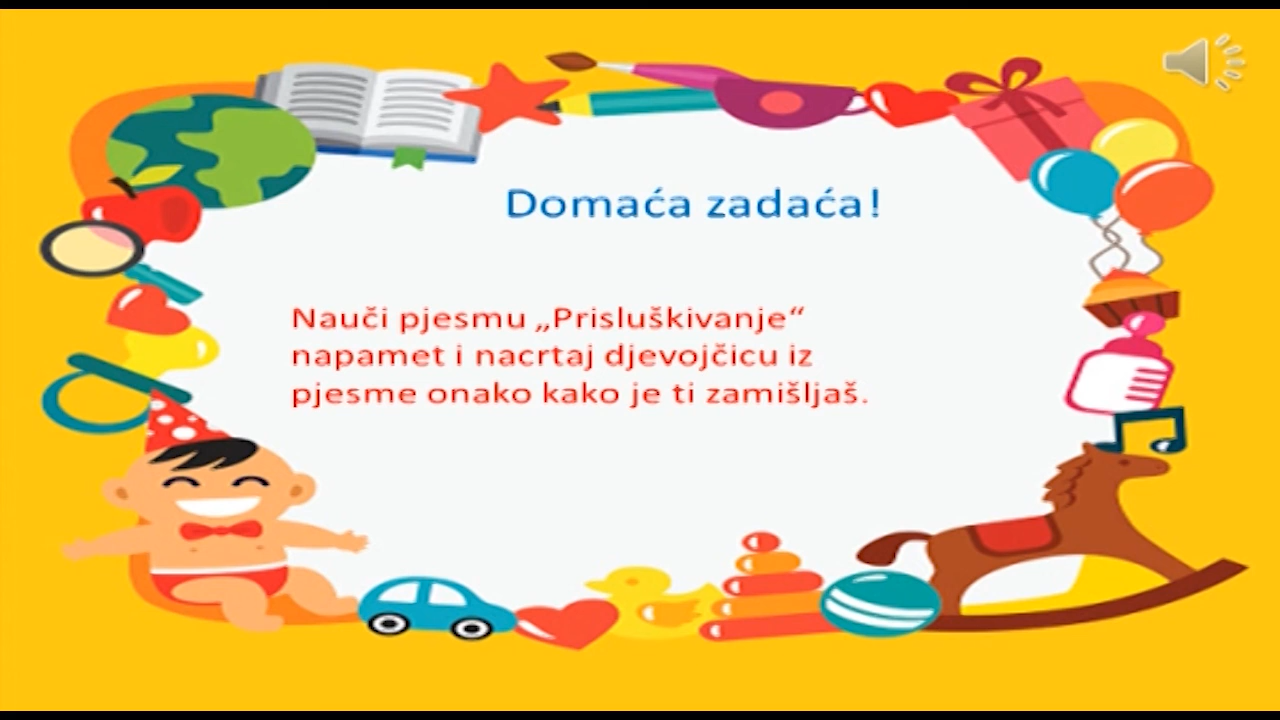 Domaća zadaća!
Nauči pjesmu „Prisluškivanje“
napamet i nacrtaj djevojčicu iz
pjesme onako kako je ti zamišljaš.